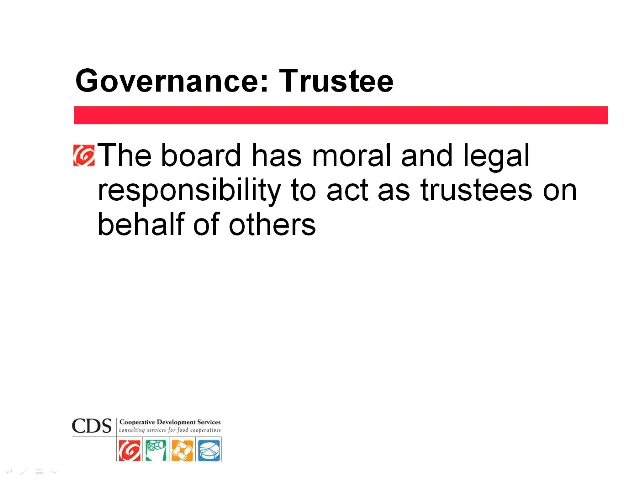 Governance: Trustee
The board has moral and legal
responsibility to act as trustees on
behalf of others
CDS
Cooperative Development Services
consulting services for food cooperatives